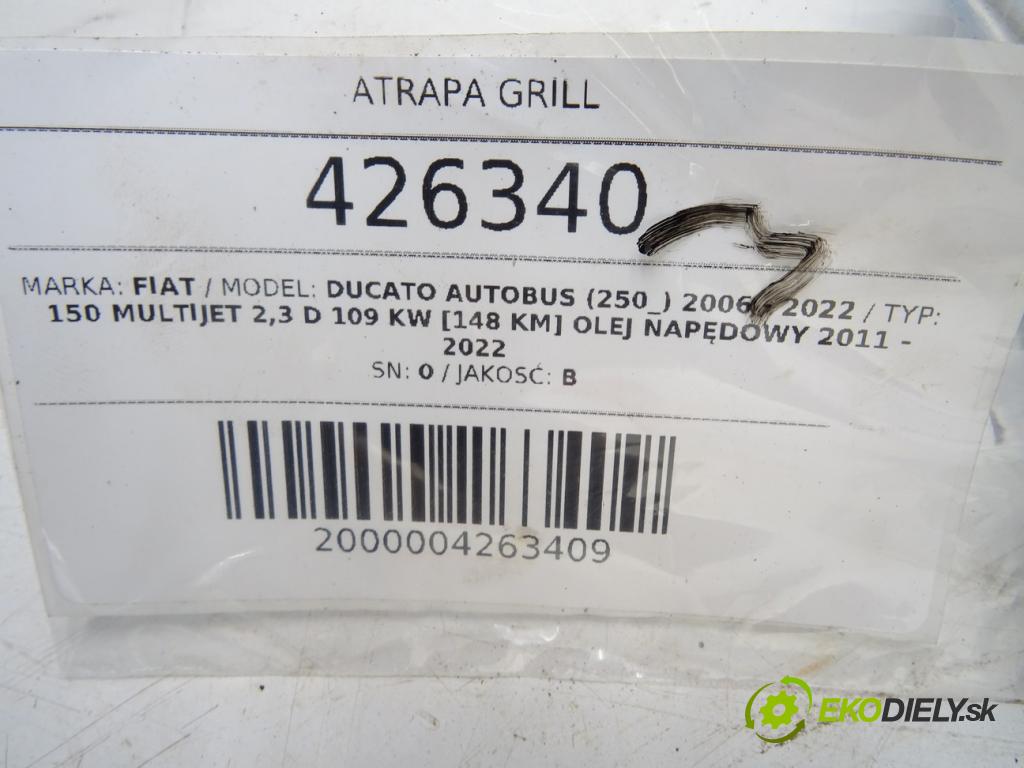 ATRAPA GRILL
426340
MARKA: FIAT / MODEL: DUCATO AUTOBUS (250_) 2006 - 2022 / TYP:
150 MULTIJET 2,3 D 109 KW [148 KM] OLEJ NAPĘDOWY 2011 -
2022
SN: 0 / JAKOŚĆ: B
2000004263409
EKODIELY.sk